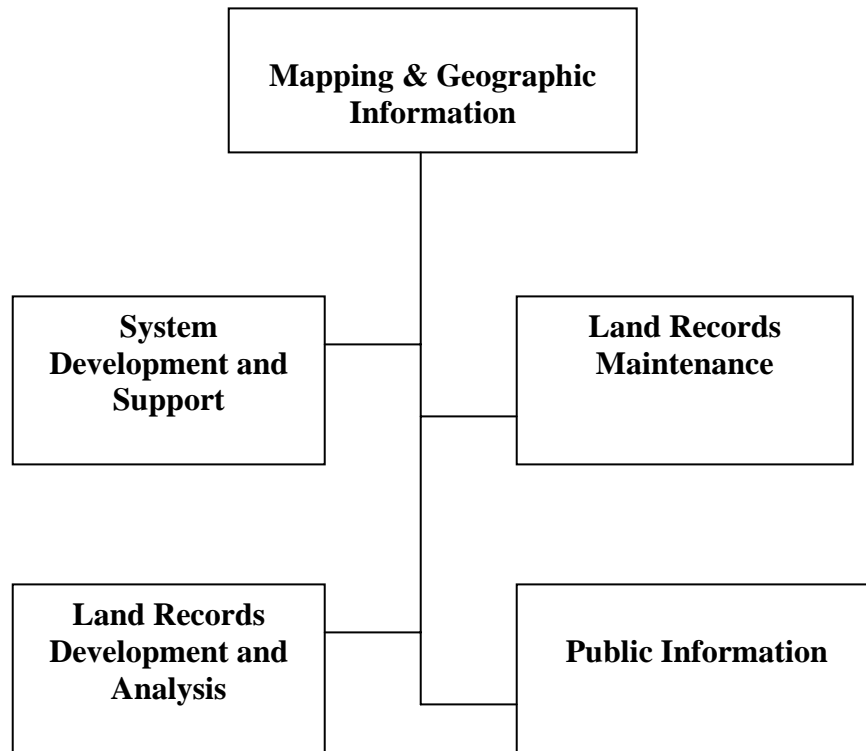 Mapping & Geographic
Information
System
Development and
Support
Land Records
Maintenance
Land Records
Development and
Analysis
Public Information